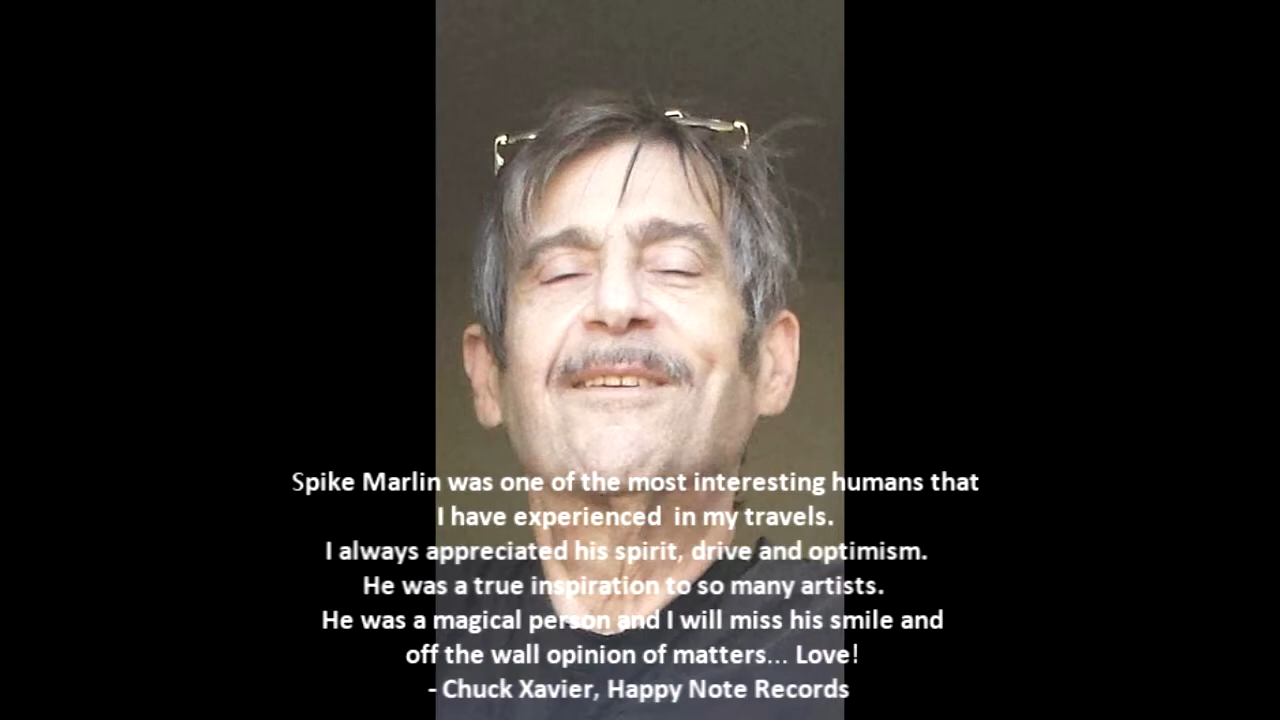 Spike Marlin was one of the most interesting humans that
I have experienced  in my travels.
I always appreciated his spirit, drive and optimism.
He was a true inspiration to so many artists.
He was a magical person and I will miss his smile and
off the wall opinion of matters... Love!
- Chuck Xavier, Happy Note Records